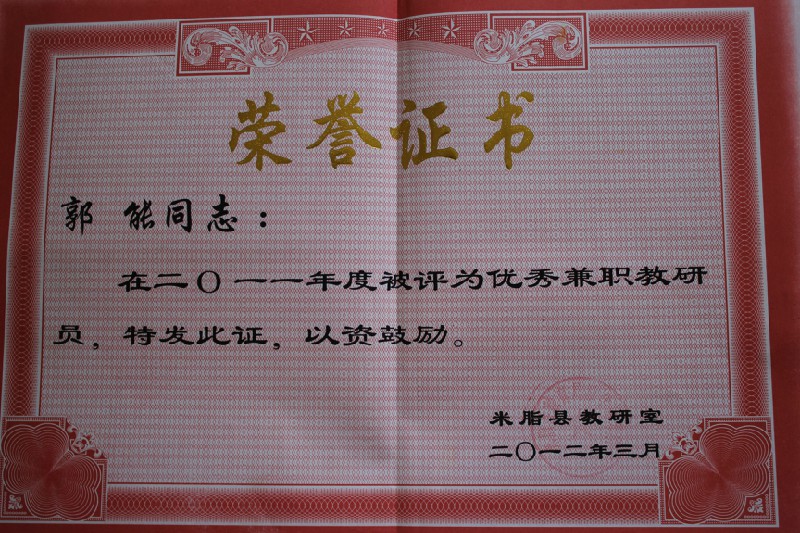 荣誉证书
郭 能同志：
在二〇一一年度被评为优秀兼职教研
员，特发此证，以资鼓励。
米脂县教研室
二〇一二年三月